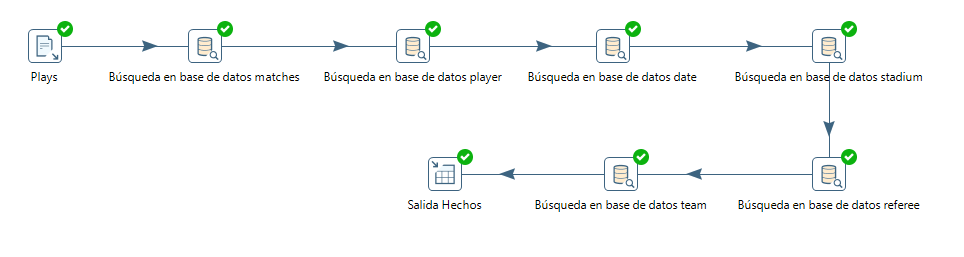 Plays
Búsqueda en base de datos matches
Búsqueda en base de datos player
Búsqueda en base de datos date
Búsqueda en base de datos stadium
Salida Hechos
Búsqueda en base de datos team
Búsqueda en base de datos referee